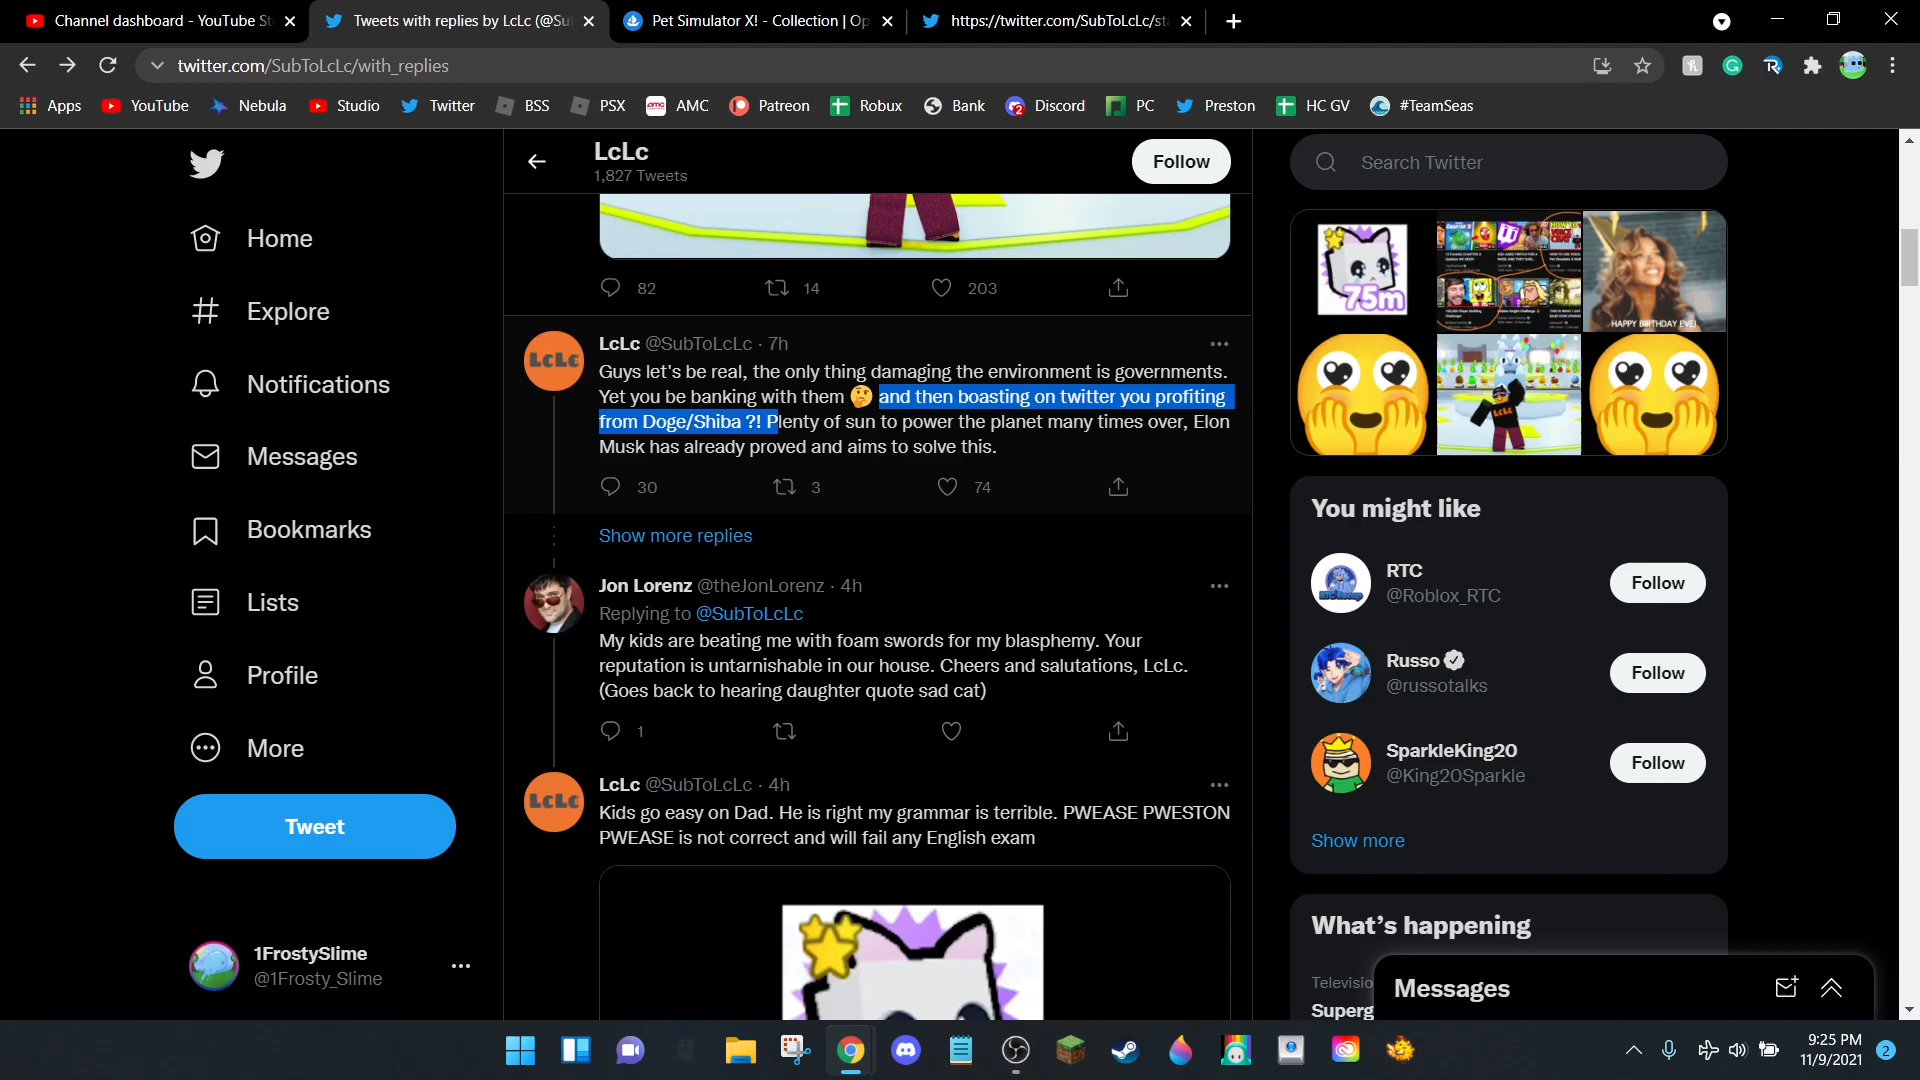 Channel dashboard - YouTube St
Tweets with replies by LcLc (@Su
Pet Simulator X! - Collection | Op
https://twitter.com/SubToLcLc/st
twitter.com/SubToLcLc/with_replies
Apps
YouTube
Nebula
Studio
Twitter
BSS
PSX
AMC
Patreon
Robux
Bank
Discord
PC
Preston
HC GV
#TeamSeas
Home
Explore
Notifications
Messages
Bookmarks
Lists
Profile
More
Tweet
1FrostySlime
@1Frosty_Slime
LcLc
1,827 Tweets
Follow
82
14
203
LcLc
LcLc @SubToLcLc · 7h
Guys let's be real, the only thing damaging the environment is governments.
Yet you be banking with them 🤔 and then boasting on twitter you profiting
from Doge/Shiba ?! Plenty of sun to power the planet many times over, Elon
Musk has already proved and aims to solve this.
30
3
74
Show more replies
Jon Lorenz @theJonLorenz · 4h
Replying to @SubToLcLc
My kids are beating me with foam swords for my blasphemy. Your
reputation is untarnishable in our house. Cheers and salutations, LcLc.
(Goes back to hearing daughter quote sad cat)
1
LcLc
LcLc @SubToLcLc · 4h
Kids go easy on Dad. He is right my grammar is terrible. PWEASE PWESTON
PWEASE is not correct and will fail any English exam
Search Twitter
75m
HAPPY BIRTHDAY EVE!
You might like
RTC
@Roblox_RTC
Follow
Russo
@russotalks
Follow
SparkleKing20
@King20Sparkle
Follow
Show more
What's happening
Televisio
Superg
Messages
9:25 PM
11/9/2021
2